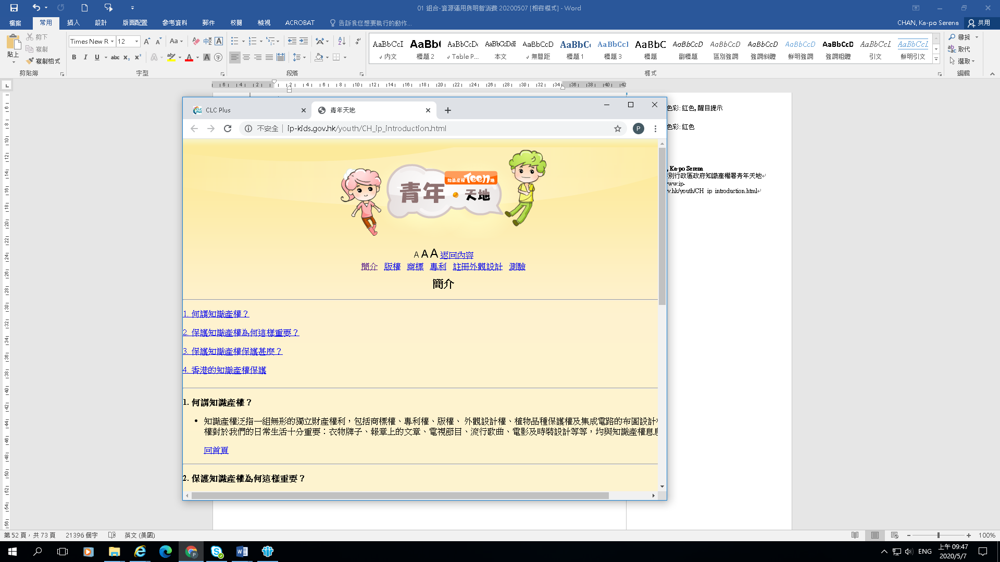 01 組合-資源運用與明智消費 20200507 [相容模式] - Word
檔案 常用 插入 設計 版面配置 參考資料 郵件 校閱 檢視 ACROBAT 告訴我您想要執行的動作... CHAN, Ka-po Serena 共用
貼上 剪下 複製 複製格式
Times New R 12
剪貼簿 字型 段落 樣式 編輯
AaBbCcI AaBb( AaBbCcDc AaBbCcDdI AaBbCcD AaBbC AaBbCcI AaBbC AaBbCcD AaBbCcD AaBbCcD AaBbCcD AaBbCcD AaBbCcI AaBbCcI
內文 標題 2 Table P... 本文 無間距 標題 1 標題 3 標題 副標題 區別強調 強調斜體 鮮明強調 強調粗體 引文 鮮明引文
尋找 取代 選取
CLC Plus 青年天地
不安全 ip-kids.gov.hk/youth/CH_ip_introduction.html
P
知識產權 Teen 地
青年·天地
A A A 返回內容
簡介 版權 商標 專利 註冊外觀設計 測驗
簡介
1. 何謂知識產權？
2. 保護知識產權為何這樣重要？
3. 保護知識產權保護甚麼？
4. 香港的知識產權保護
1. 何謂知識產權？
• 知識產權泛指一組無形的獨立財產權利，包括商標權、專利權、版權、 外觀設計權、植物品種保護權及集成電路的布圖設計
權對於我們的日常生活十分重要：衣物牌子、報章上的文章、電視節目、流行歌曲、電影及時裝設計等等，均與知識產權息息
回首頁
2. 保護知識產權為何這樣重要？
色彩: 紅色, 醒目提示
色彩: 紅色
, Ka-po Serena
別行政區政府知識產權署青年天地
ww.ip-
v.hk/youth/CH_ip_introduction.html
第 52 頁，共 73 頁 21396 個字 英文 (美國) 100%
ENG 上午 09:47
2020/5/7